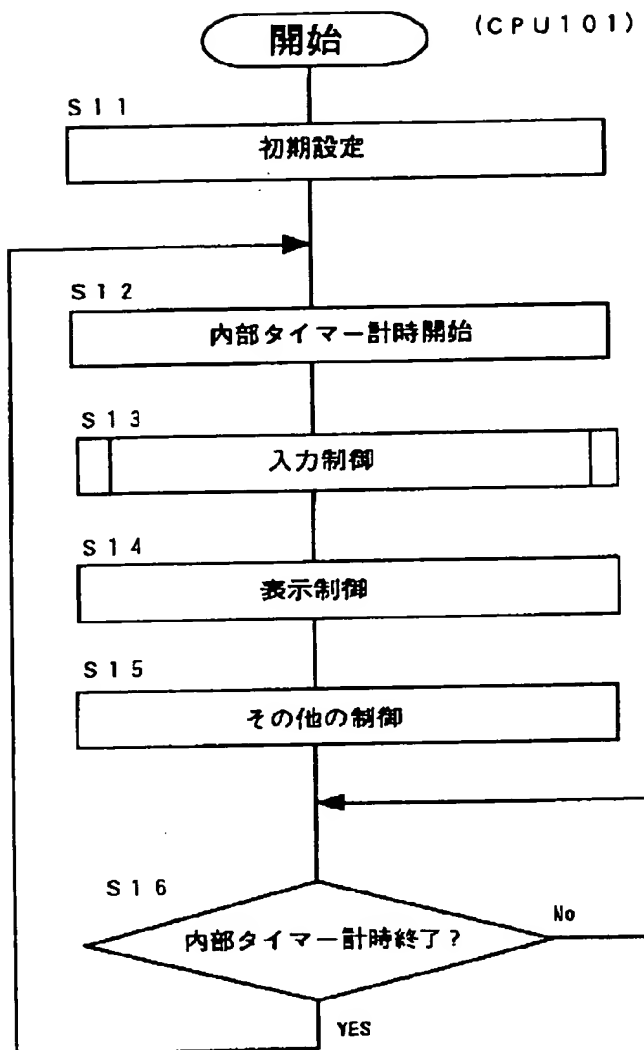 開始
(CPU101)
S11
初期設定
S12
内部タイマー計時開始
S13
入力制御
S14
表示制御
S15
その他の制御
S16
内部タイマー計時終了?
No
YES